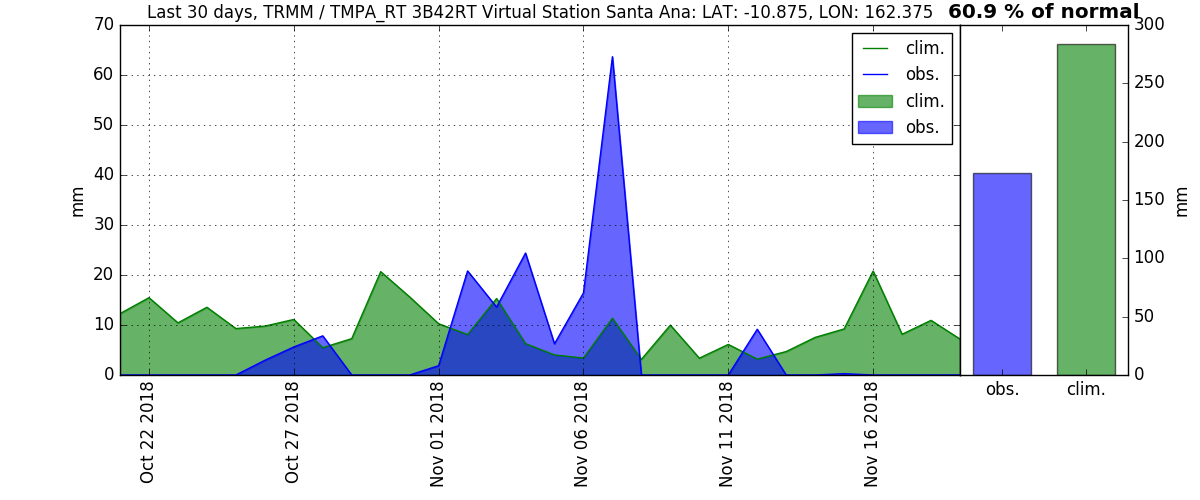 Last 30 days, TRMM / TMPA_RT 3B42RT Virtual Station Santa Ana: LAT: -10.875, LON: 162.375
60.9 % of normal
70
60
50
40
30
20
10
0
mm
clim.
obs.
clim.
obs.
Oct 22 2018
Oct 27 2018
Nov 01 2018
Nov 06 2018
Nov 11 2018
Nov 16 2018
300
250
200
150
100
50
0
mm
obs.
clim.